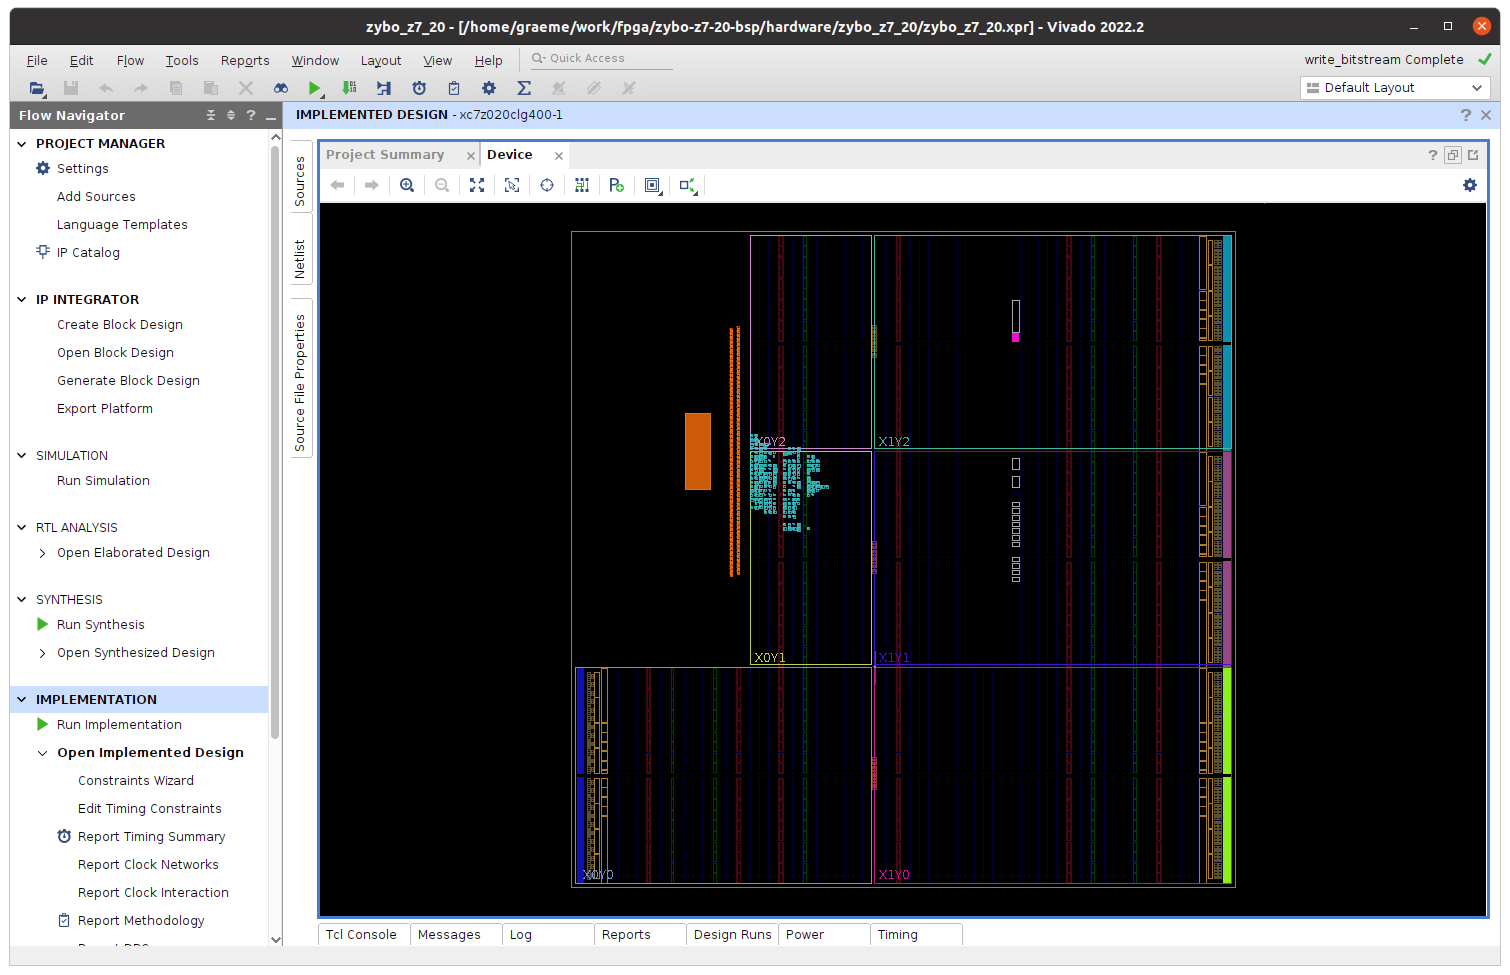 zybo_z7_20 - [/home/graeme/work/fpga/zybo-z7-20-bsp/hardware/zybo_z7_20/zybo_z7_20.xpr] - Vivado 2022.2
File Edit Flow Tools Reports Window Layout View Help Quick Access
write_bitstream Complete
Default Layout
Flow Navigator
IMPLEMENTED DESIGN - xc7z020clg400-1
PROJECT MANAGER
Settings
Add Sources
Language Templates
IP Catalog
IP INTEGRATOR
Create Block Design
Open Block Design
Generate Block Design
Export Platform
SIMULATION
Run Simulation
RTL ANALYSIS
Open Elaborated Design
SYNTHESIS
Run Synthesis
Open Synthesized Design
IMPLEMENTATION
Run Implementation
Open Implemented Design
Constraints Wizard
Edit Timing Constraints
Report Timing Summary
Report Clock Networks
Report Clock Interaction
Report Methodology
Sources
Netlist
Source File Properties
Project Summary
Device
X0Y2
X1Y2
X0Y1
X1Y1
X0Y0
X1Y0
Tcl Console
Messages
Log
Reports
Design Runs
Power
Timing